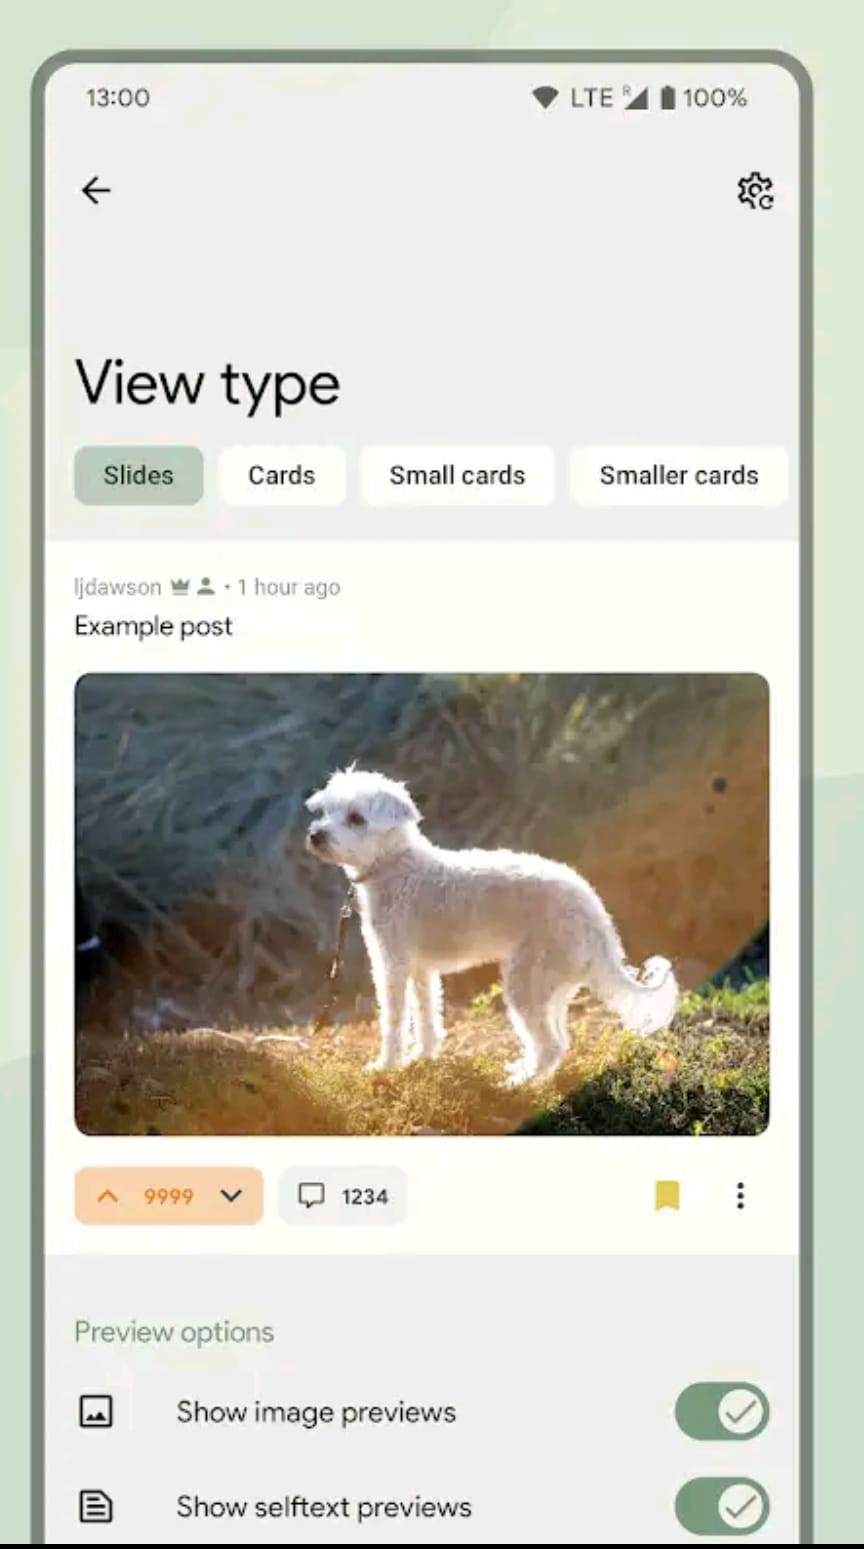 13:00 LTE R 100%
View type
Slides Cards Small cards Smaller cards
ljdawson • 1 hour ago
Example post
9999 1234
Preview options
Show image previews
Show selftext previews